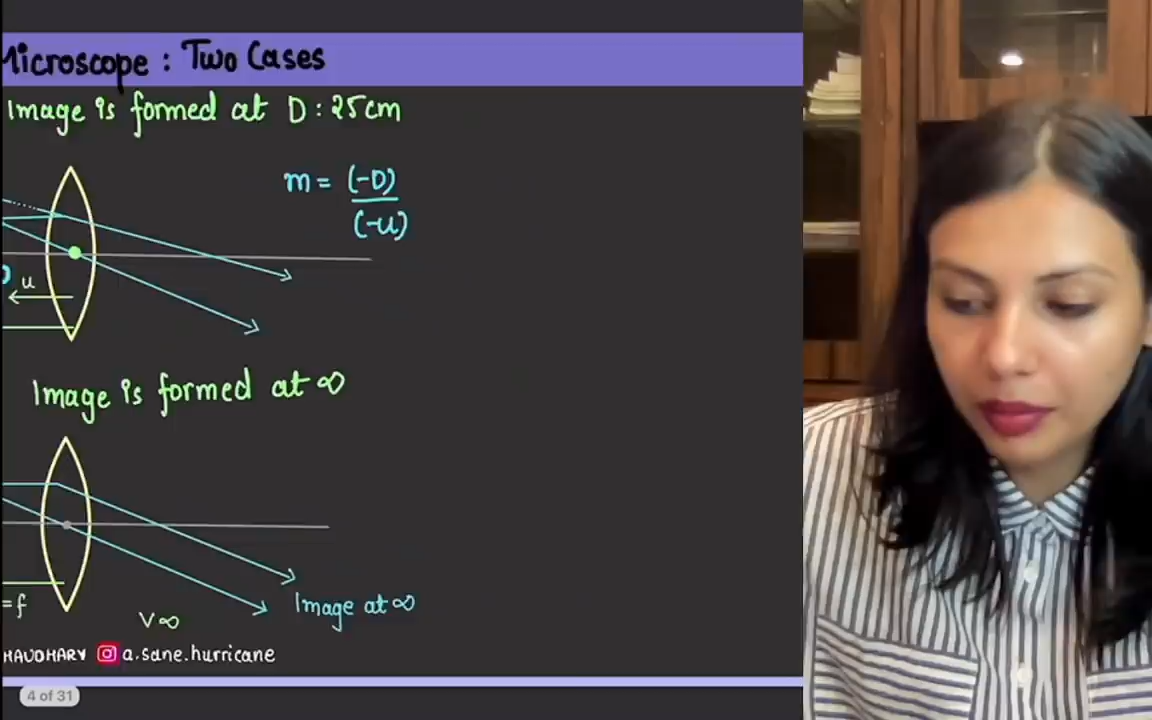 Microscope : Two Cases
Image is formed at D : 25cm
m = (-D)
(-u)
u
Image is formed at ∞
= f
V∞
Image at ∞
HAUDHARY a.sane.hurricane
4 of 31